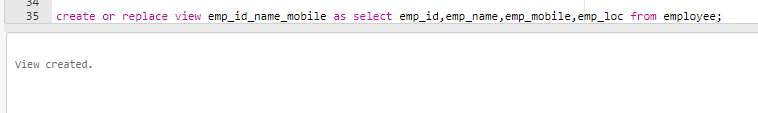 34
35 create or replace view emp_id_name_mobile as select emp_id,emp_name,emp_mobile,emp_loc from employee;
View created.